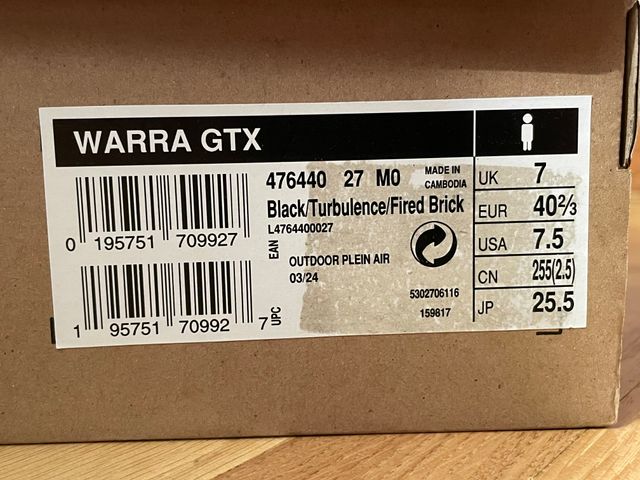 WARRA GTX
476440 27 M0
MADE IN
CAMBODIA
Black/Turbulence/Fired Brick
L4764400027
OUTDOOR PLEIN AIR
03/24
5302706116
159817
0 195751 709927
EAN
1 95751 70992 7
UPC
UK 7
EUR 40⅔
USA 7.5
CN 255(2.5)
JP 25.5